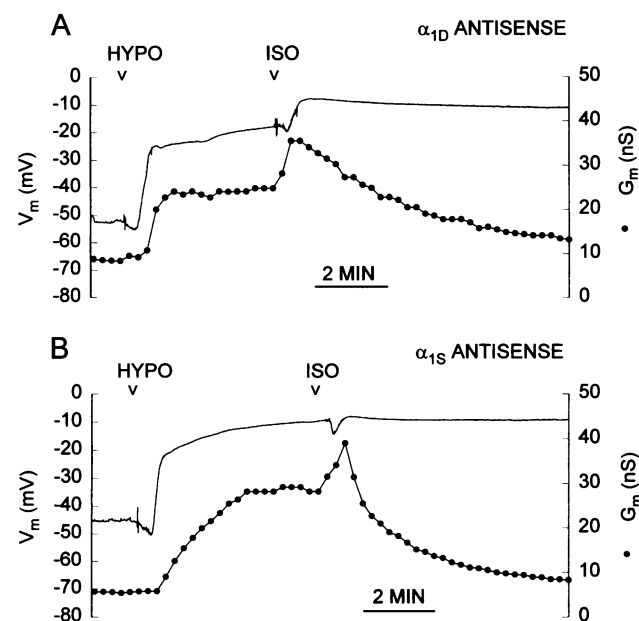 A
α1D ANTISENSE
HYPO
ISO
v
v
0
-10
-20
-30
-40
-50
-60
-70
-80
Vm (mV)
50
40
30
20
10
0
• Gm (nS)
2 MIN
B
α1S ANTISENSE
HYPO
ISO
v
v
0
-10
-20
-30
-40
-50
-60
-70
-80
Vm (mV)
50
40
30
20
10
0
• Gm (nS)
2 MIN